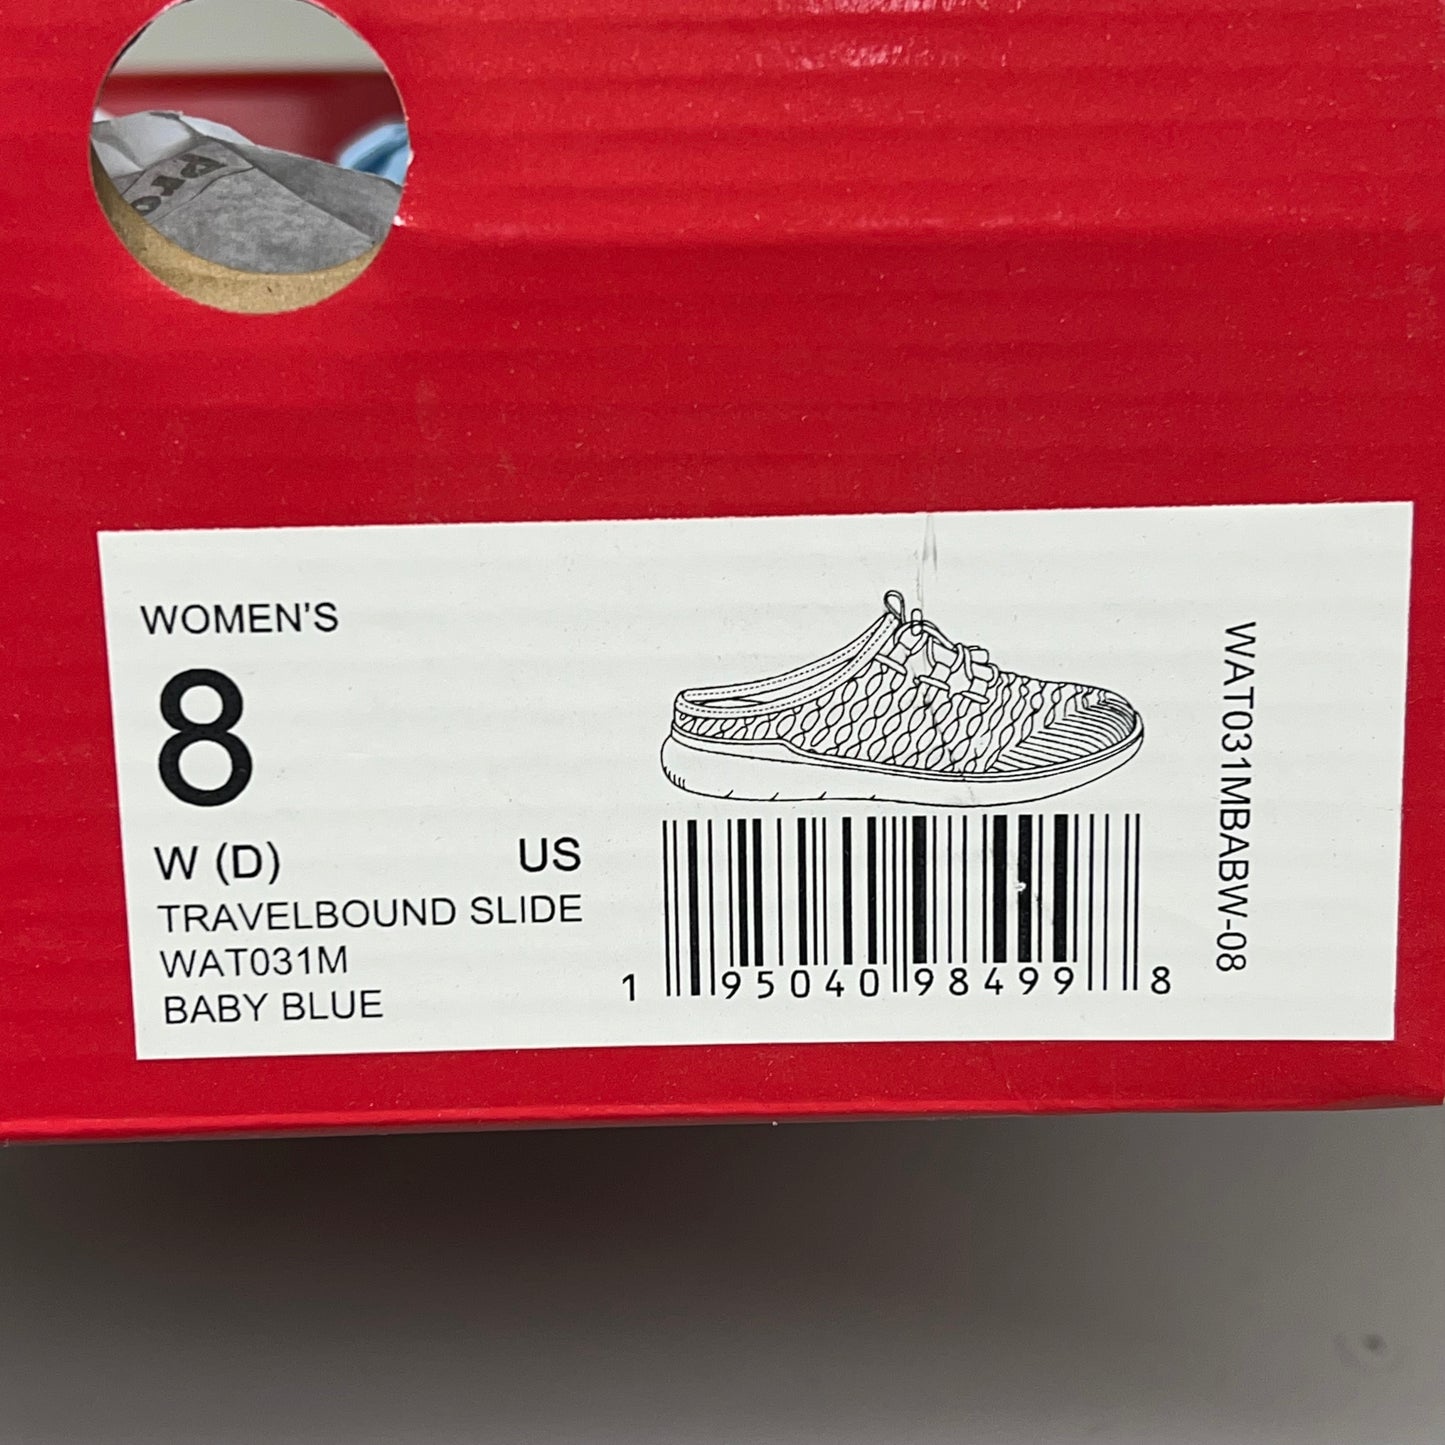 WOMEN'S
8
W (D) US
TRAVELBOUND SLIDE
WAT031M
BABY BLUE
1 95040 98499 8
WAT031MBABW-08